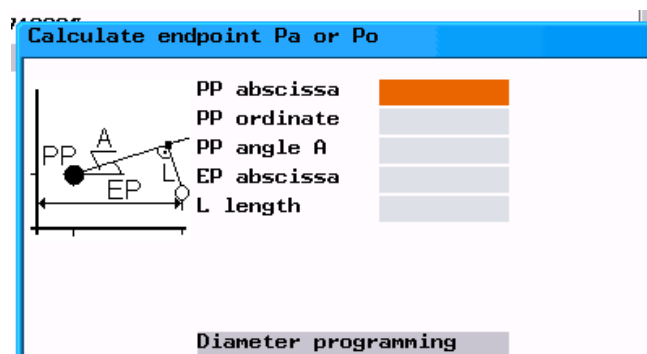 Calculate endpoint Pa or Po
PP abscissa
PP ordinate
PP angle A
EP abscissa
L length
A
PP
L
EP
Diameter programming